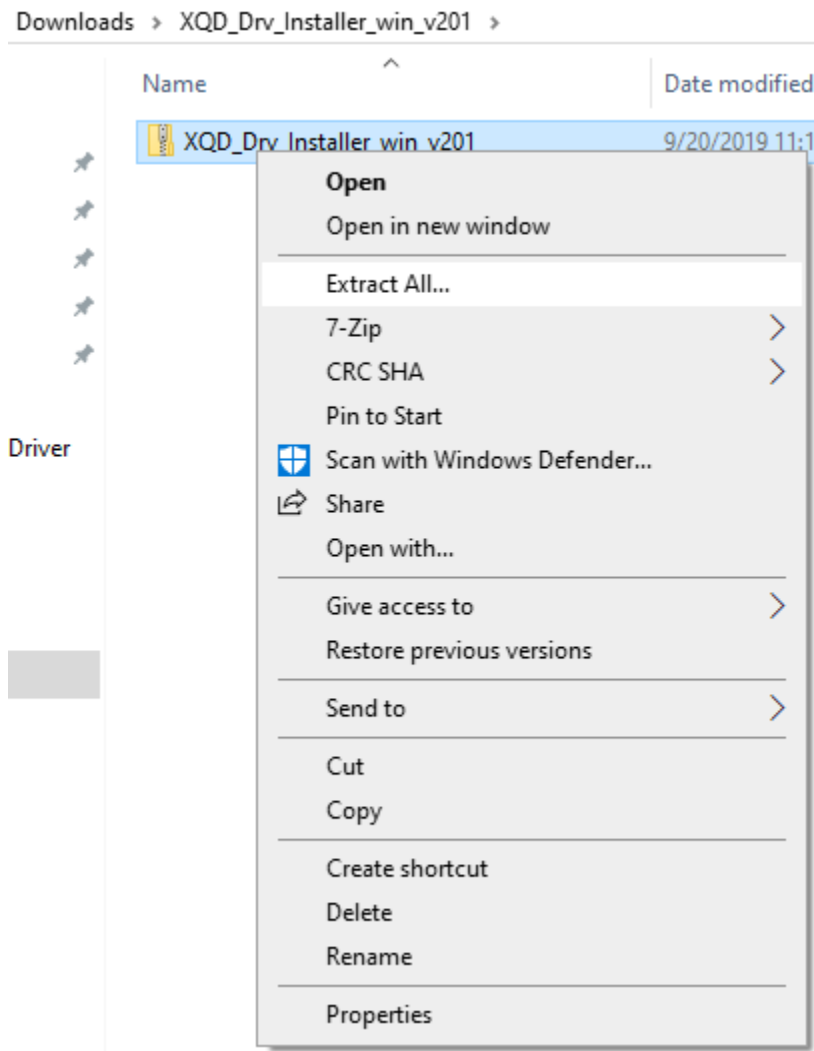 Downloads > XQD_Drv_Installer_win_v201 >
Name Date modified
XQD_Drv_Installer_win_v201 9/20/2019 11:1
Open
Open in new window
Extract All...
7-Zip
CRC SHA
Pin to Start
Driver
Scan with Windows Defender...
Share
Open with...
Give access to
Restore previous versions
Send to
Cut
Copy
Create shortcut
Delete
Rename
Properties